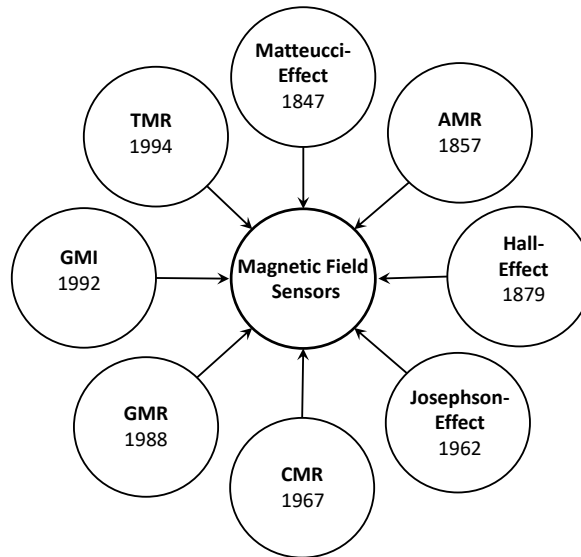 Matteucci-
Effect
1847
AMR
1857
Hall-
Effect
1879
Josephson-
Effect
1962
CMR
1967
GMR
1988
GMI
1992
TMR
1994
Magnetic Field
Sensors